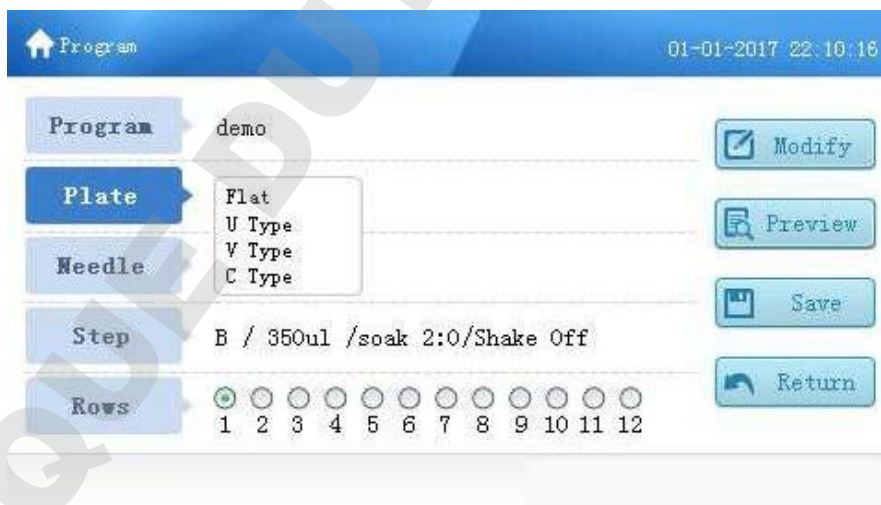 Program
01-01-2017 22:10:16
Program
demo
Modify
Plate
Flat
U Type
V Type
C Type
Preview
Needle
Save
Step
B / 350ul /soak 2:0/Shake Off
Return
Rows
1 2 3 4 5 6 7 8 9 10 11 12